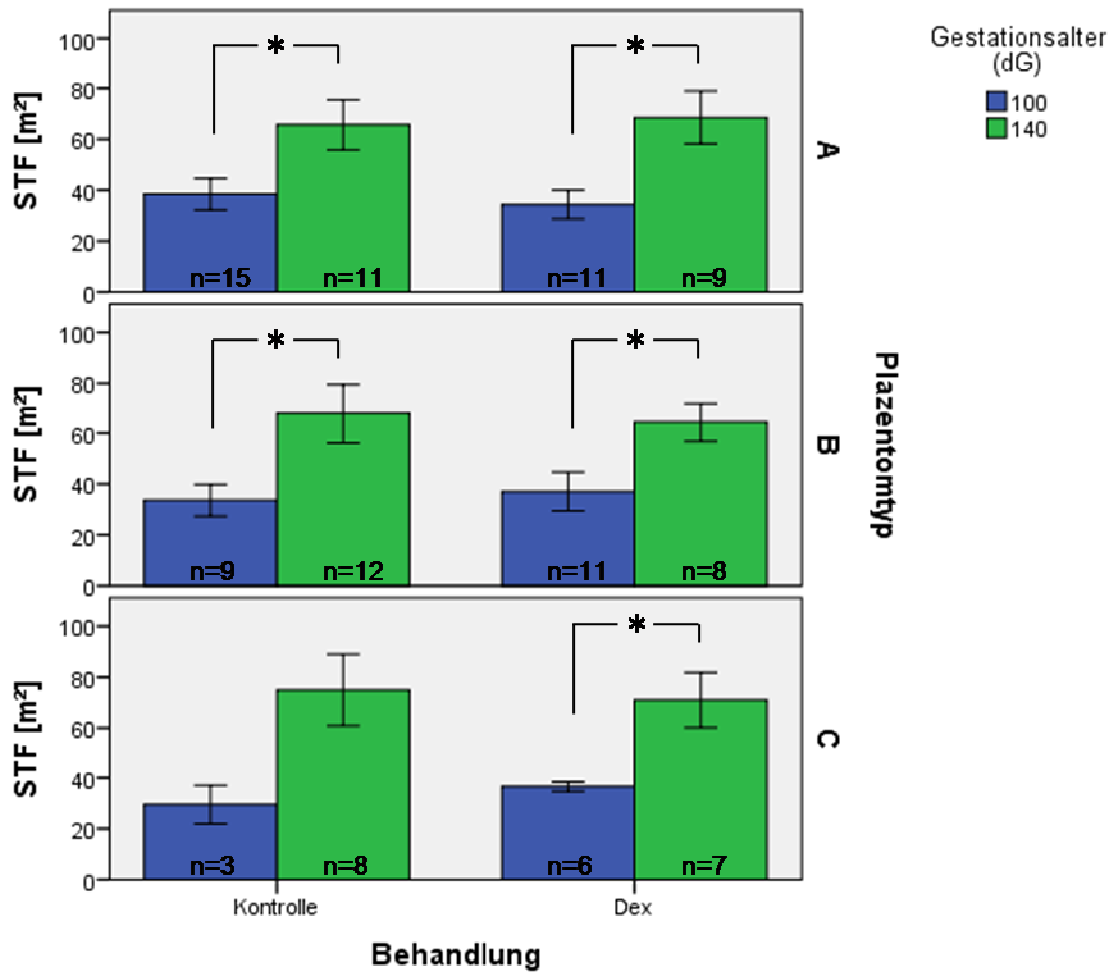 Gestationsalter
(dG)
100
140
STF [m²]
100
80
60
40
20
0
* *
n=15 n=11 n=11 n=9
A
STF [m²]
100
80
60
40
20
0
* *
n=9 n=12 n=11 n=8
B
Plazentomtyp
STF [m²]
100
80
60
40
20
0
*
n=3 n=8 n=6 n=7
C
Kontrolle Dex
Behandlung